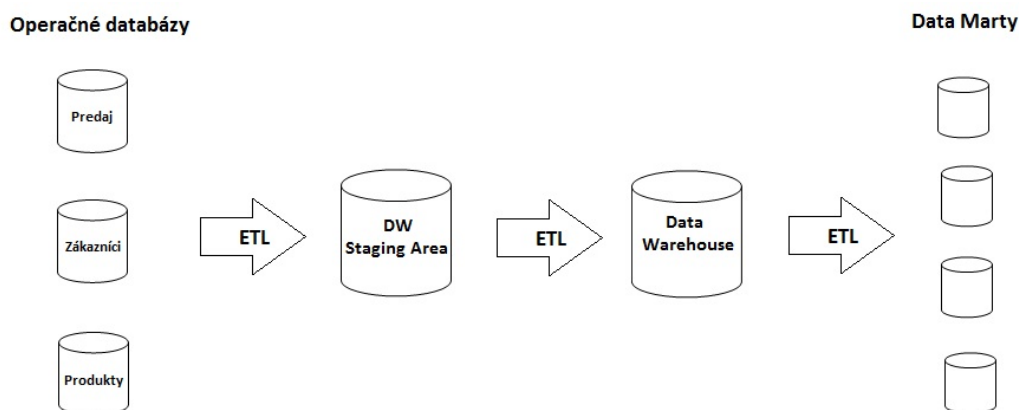 Operačné databázy
Data Marty
Predaj
Zákazníci
Produkty
ETL
DW
Staging Area
ETL
Data
Warehouse
ETL